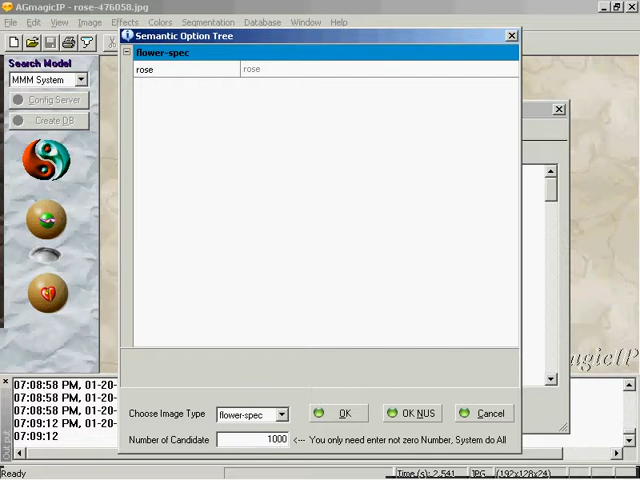 AGmagicIP - rose-476058.jpg
File Edit View Image Effects Colors Segmentation Database Window Help
Semantic Option Tree
flower-spec
rose rose
Search Model
MMM System
Config Server
Create DB
07:08:58 PM, 01-20-
07:08:58 PM, 01-20-
07:08:58 PM, 01-20-
07:09:12 PM, 01-20-
07:09:12
Out put
Choose Image Type flower-spec OK OK NUS Cancel
Number of Candidate 1000 <--- You only need enter not zero Number, System do All
Ready Time (s): 2.541 JPG (192x128x24)